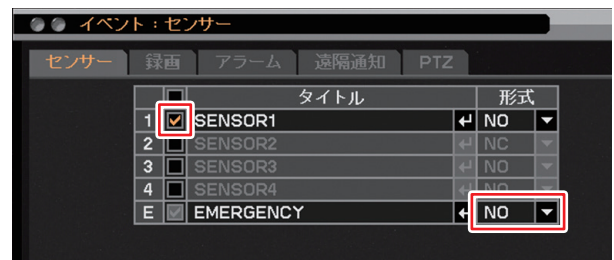 イベント：センサー
センサー 録画 アラーム 遠隔通知 PTZ
タイトル 形式
1 SENSOR1 NO
2 SENSOR2 NC
3 SENSOR3 NO
4 SENSOR4 NO
E EMERGENCY NO